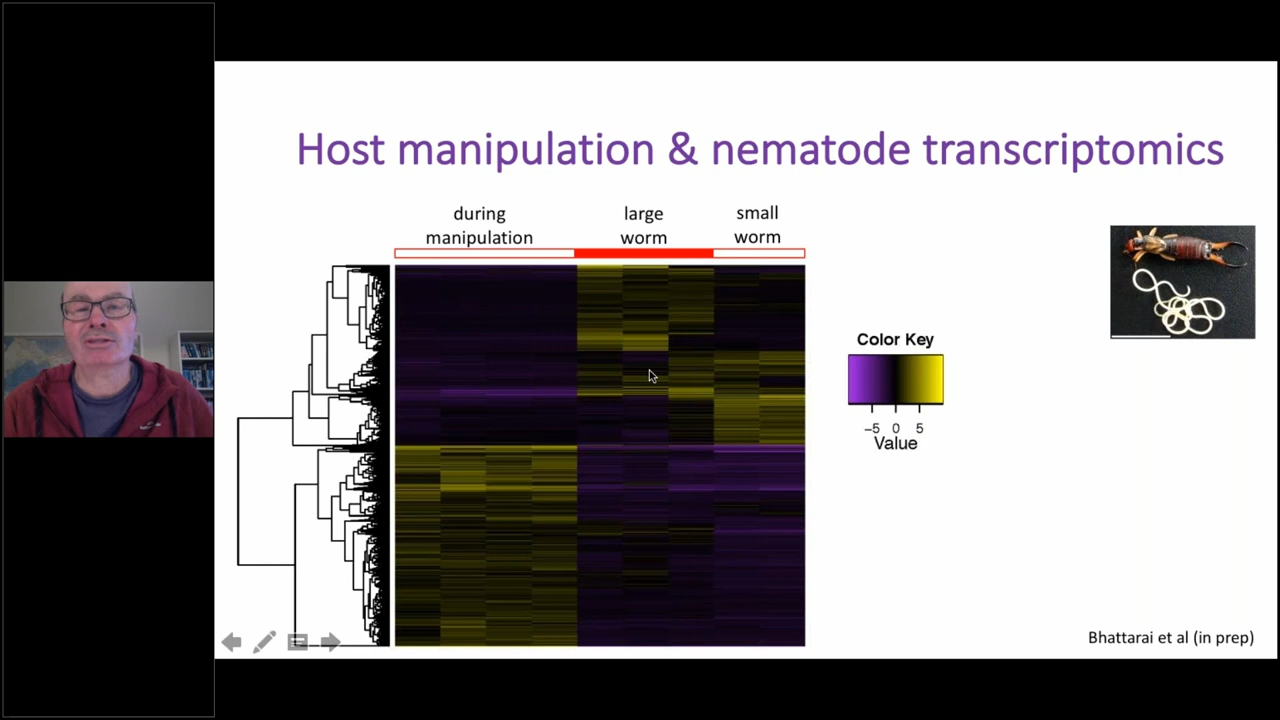 Host manipulation & nematode transcriptomics
during
manipulation
large
worm
small
worm
Color Key
−5 0 5
Value
Bhattarai et al (in prep)